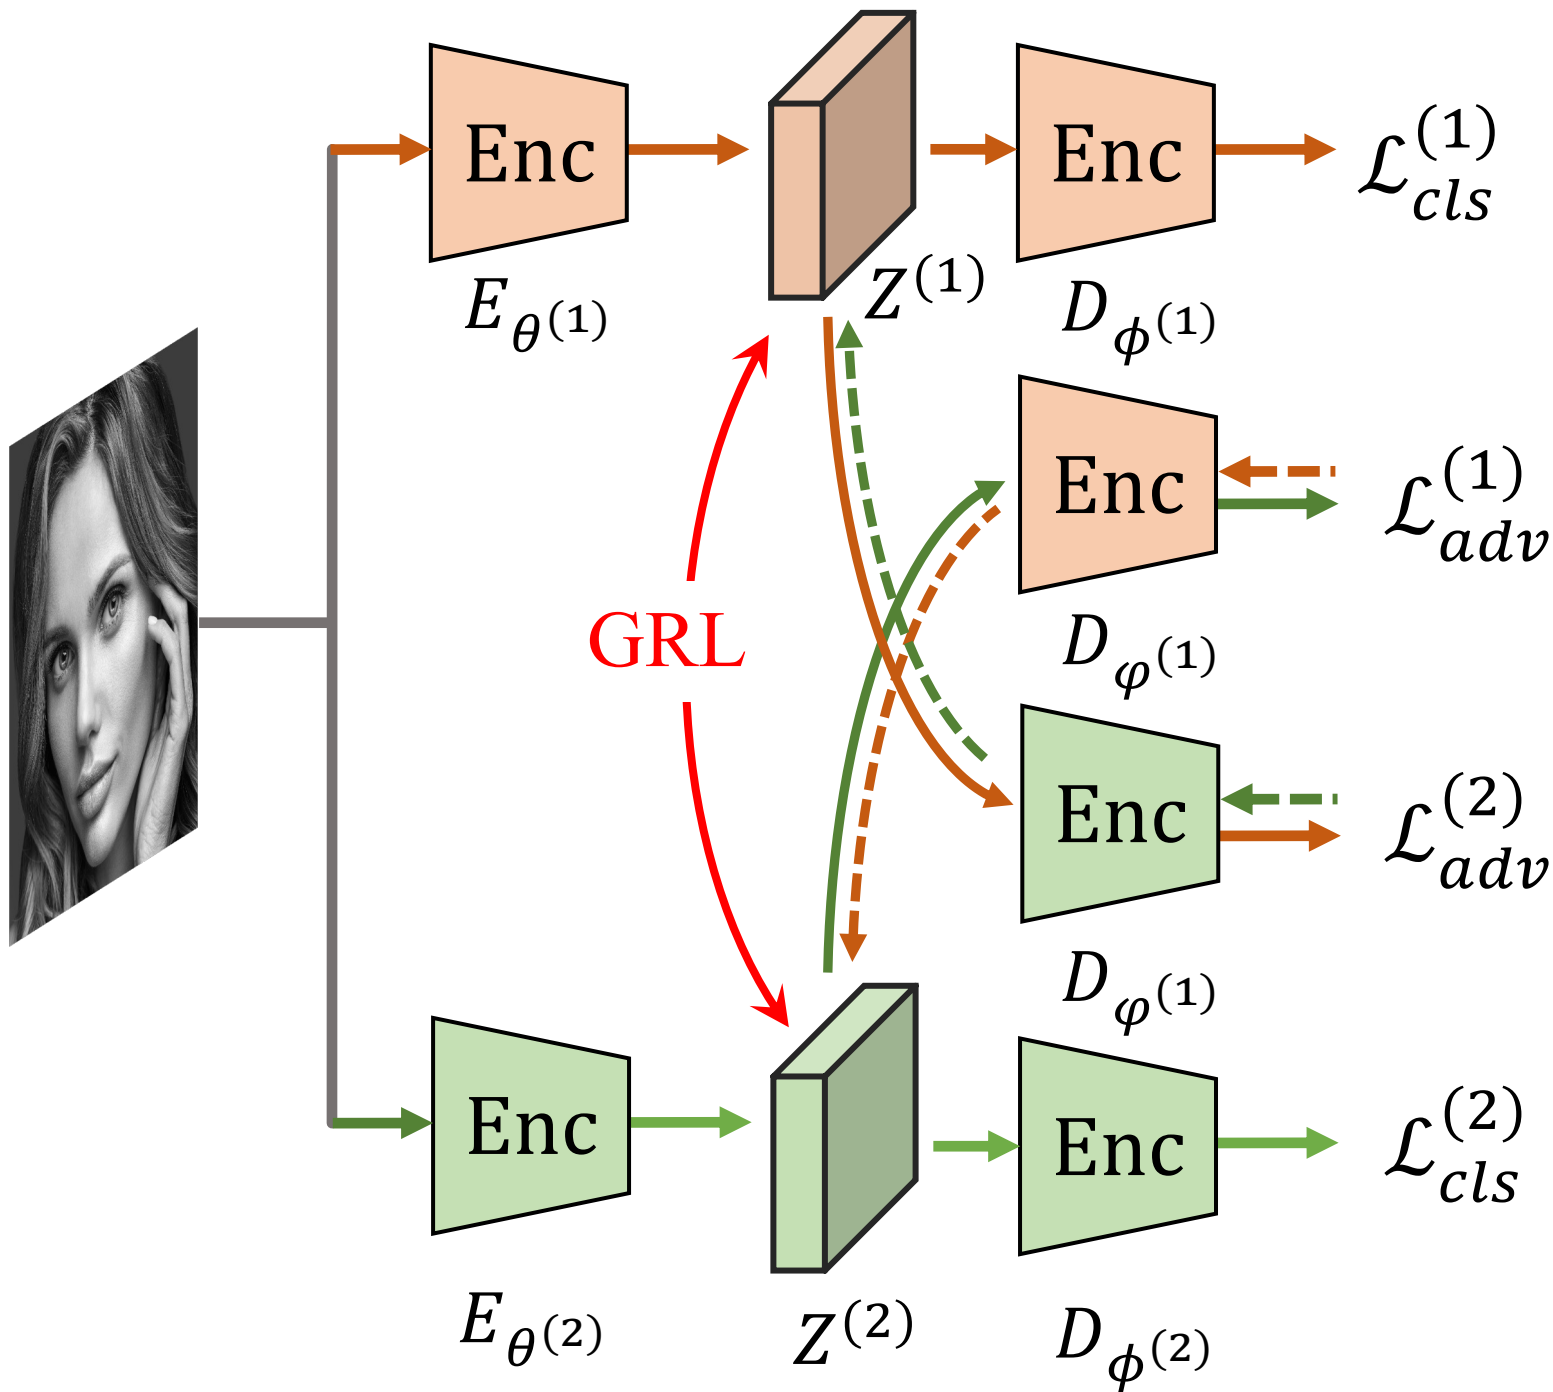 Enc
Enc
E_θ^(1)
Z^(1)
D_ϕ^(1)
ℒ_cls^(1)
Enc
D_φ^(1)
ℒ_adv^(1)
GRL
Enc
D_φ^(1)
ℒ_adv^(2)
Enc
Enc
E_θ^(2)
Z^(2)
D_ϕ^(2)
ℒ_cls^(2)